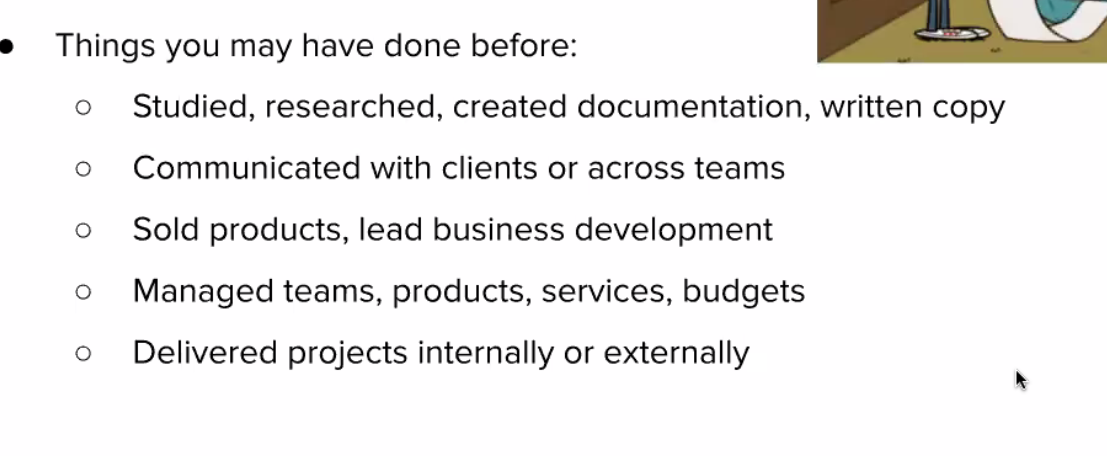 ● Things you may have done before:
○ Studied, researched, created documentation, written copy
○ Communicated with clients or across teams
○ Sold products, lead business development
○ Managed teams, products, services, budgets
○ Delivered projects internally or externally